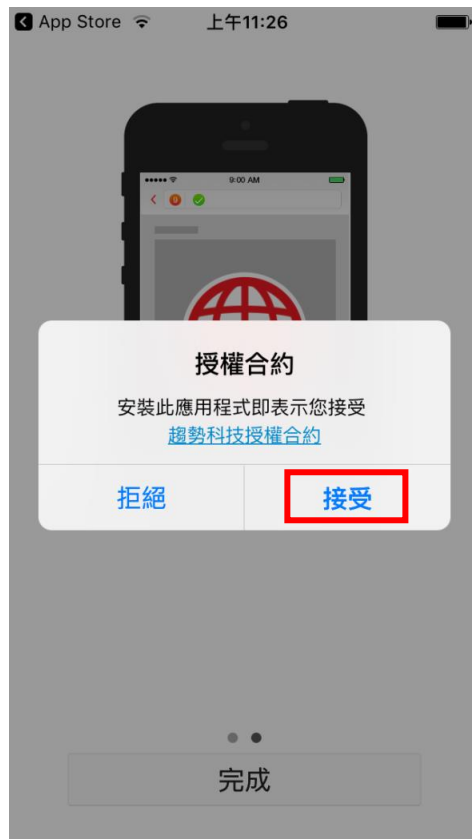 App Store 上午11:26
9:00 AM
授權合約
安裝此應用程式即表示您接受
趨勢科技授權合約
拒絕 接受
完成